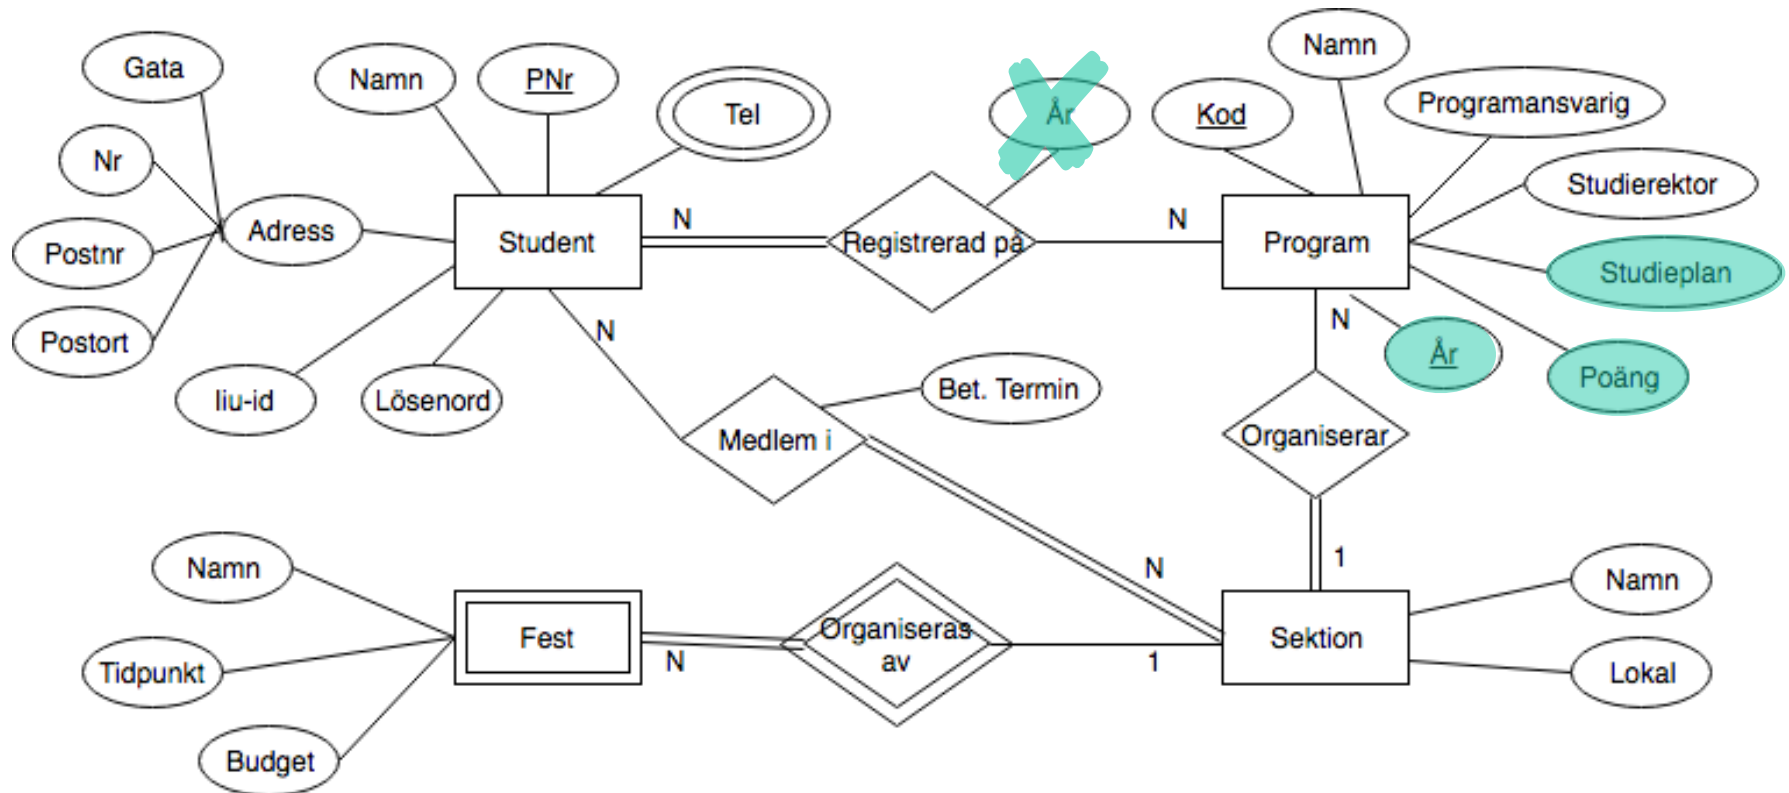 Namn
Gata
Namn
PNr
Programansvarig
Tel
År
Kod
Nr
Studierektor
N
N
Adress
Student
Registrerad på
Program
Postnr
Studieplan
N
N
Postort
År
Poäng
liu-id
Lösenord
Bet. Termin
Medlem i
Organiserar
N
1
Namn
Namn
Fest
Organiseras
av
Sektion
N
1
Tidpunkt
Lokal
Budget